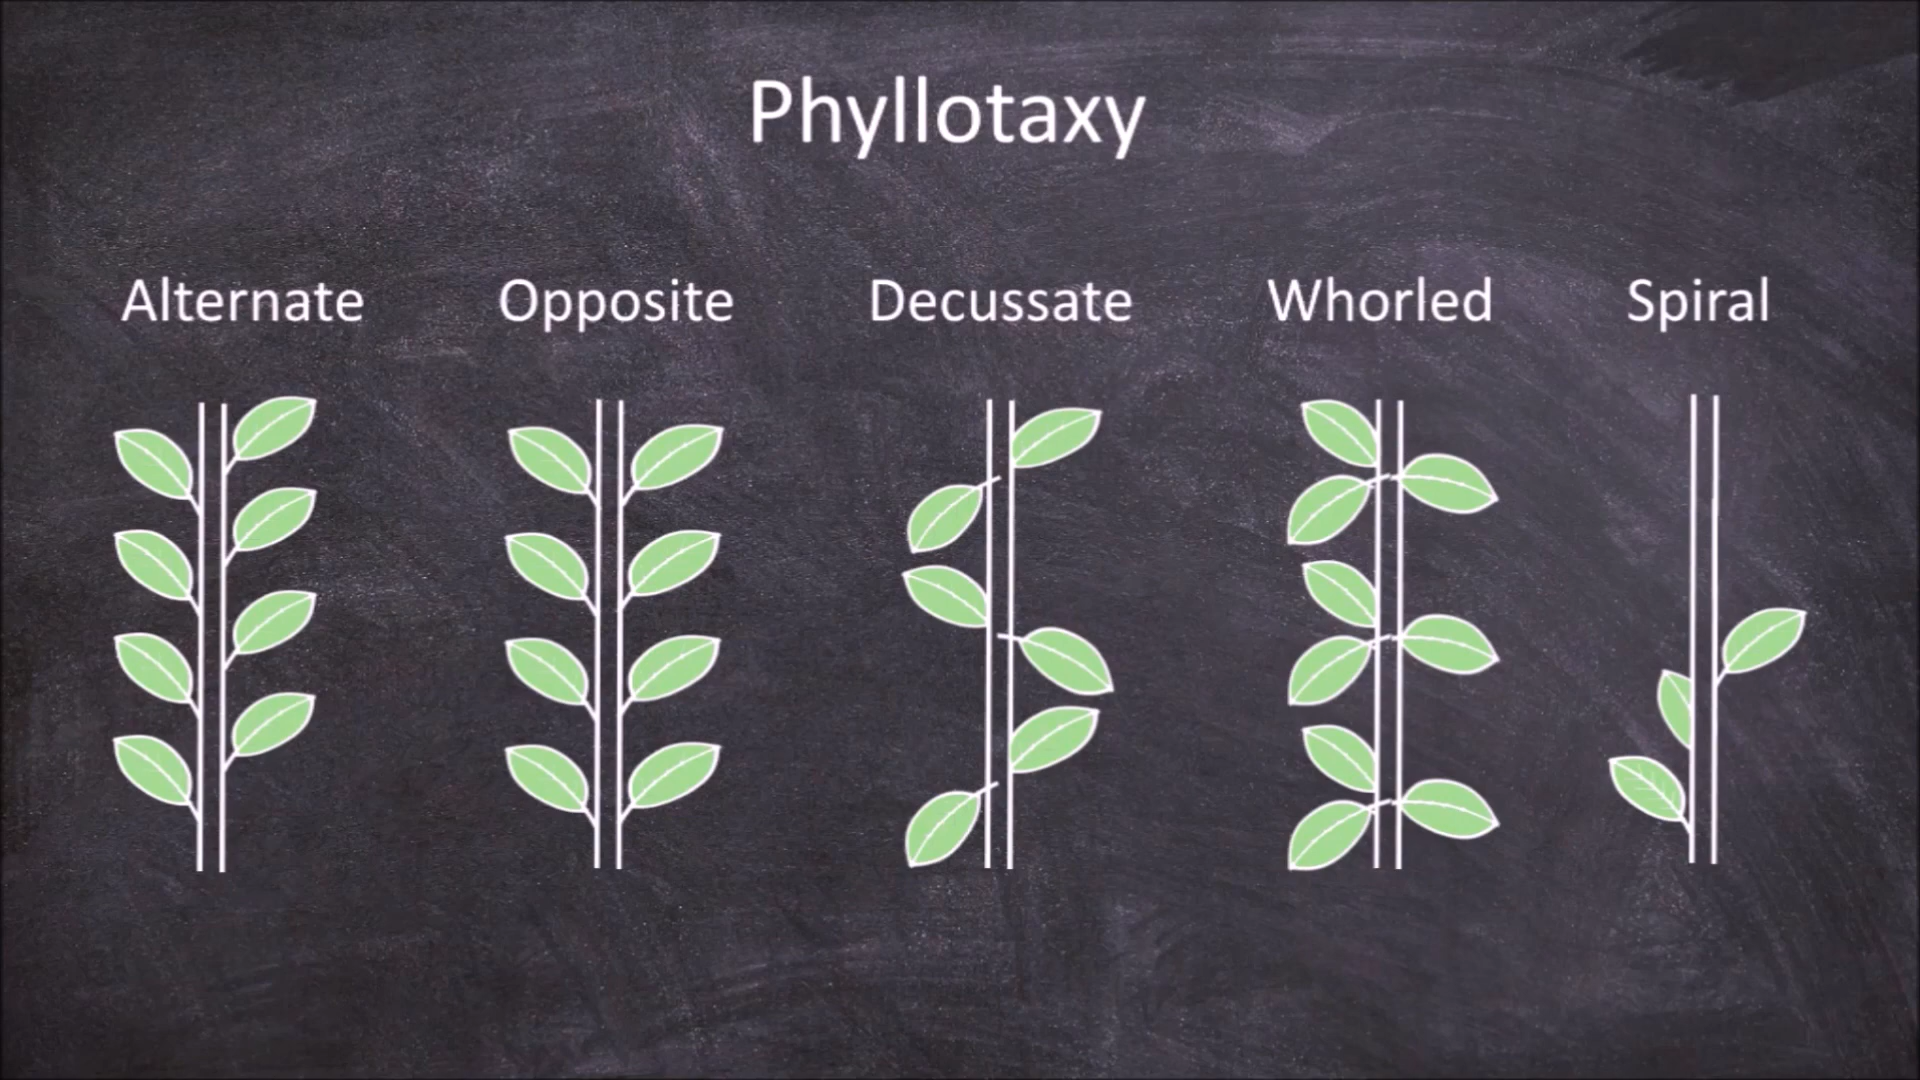 Phyllotaxy
Alternate
Opposite
Decussate
Whorled
Spiral